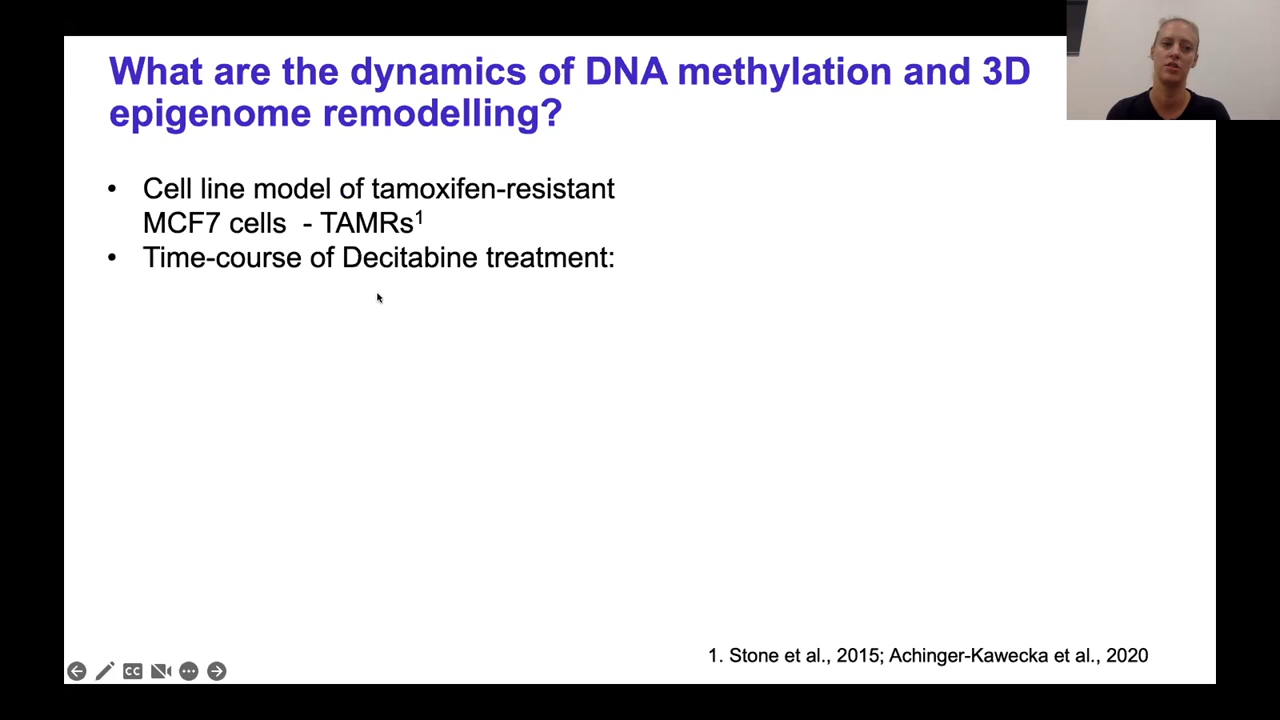 What are the dynamics of DNA methylation and 3D
epigenome remodelling?
• Cell line model of tamoxifen-resistant
MCF7 cells - TAMRs¹
• Time-course of Decitabine treatment:
1. Stone et al., 2015; Achinger-Kawecka et al., 2020
CC